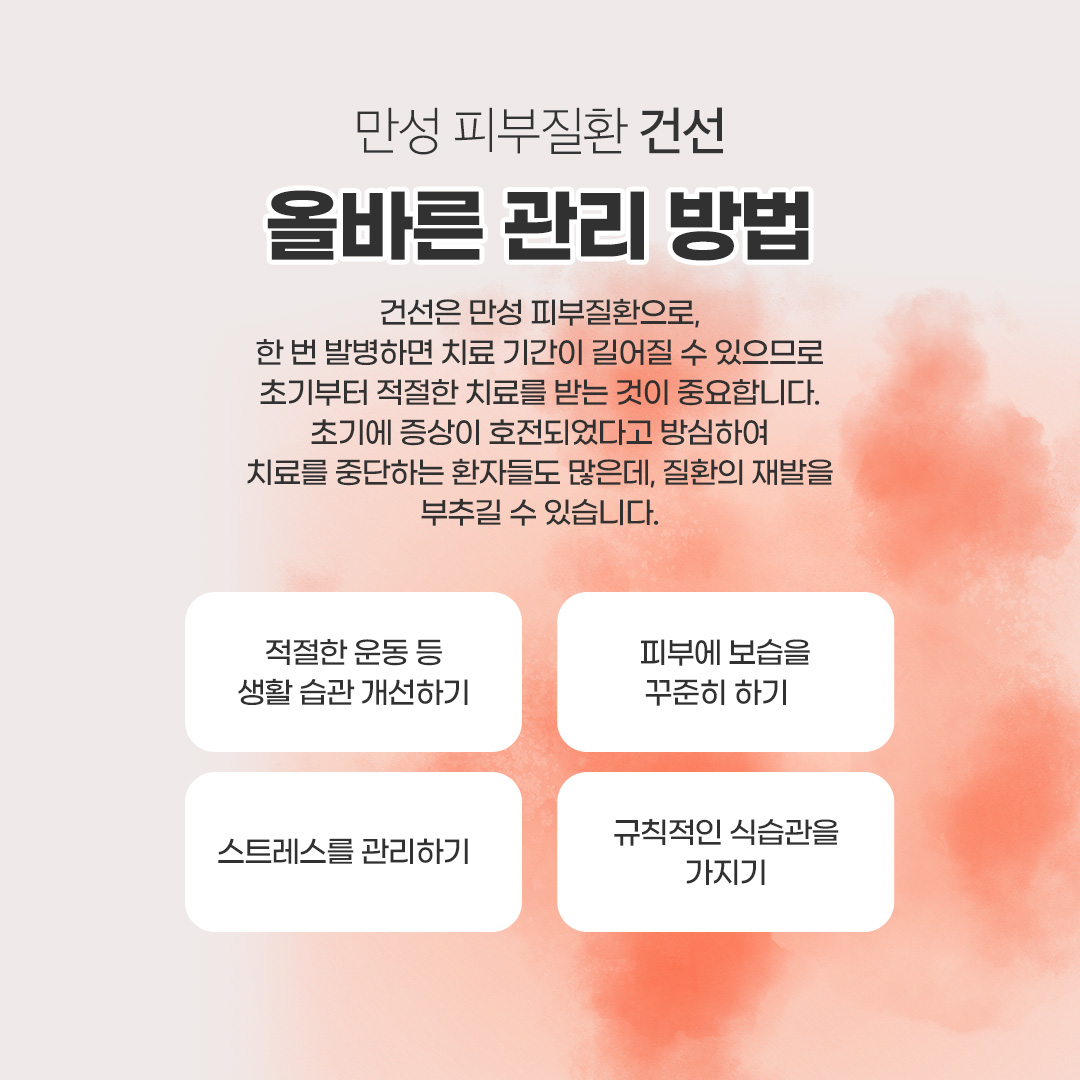 만성 피부질환 건선
올바른 관리 방법
건선은 만성 피부질환으로,
한 번 발병하면 치료 기간이 길어질 수 있으므로
초기부터 적절한 치료를 받는 것이 중요합니다.
초기에 증상이 호전되었다고 방심하여
치료를 중단하는 환자들도 많은데, 질환의 재발을
부추길 수 있습니다.
적절한 운동 등
생활 습관 개선하기
피부에 보습을
꾸준히 하기
스트레스를 관리하기
규칙적인 식습관을
가지기